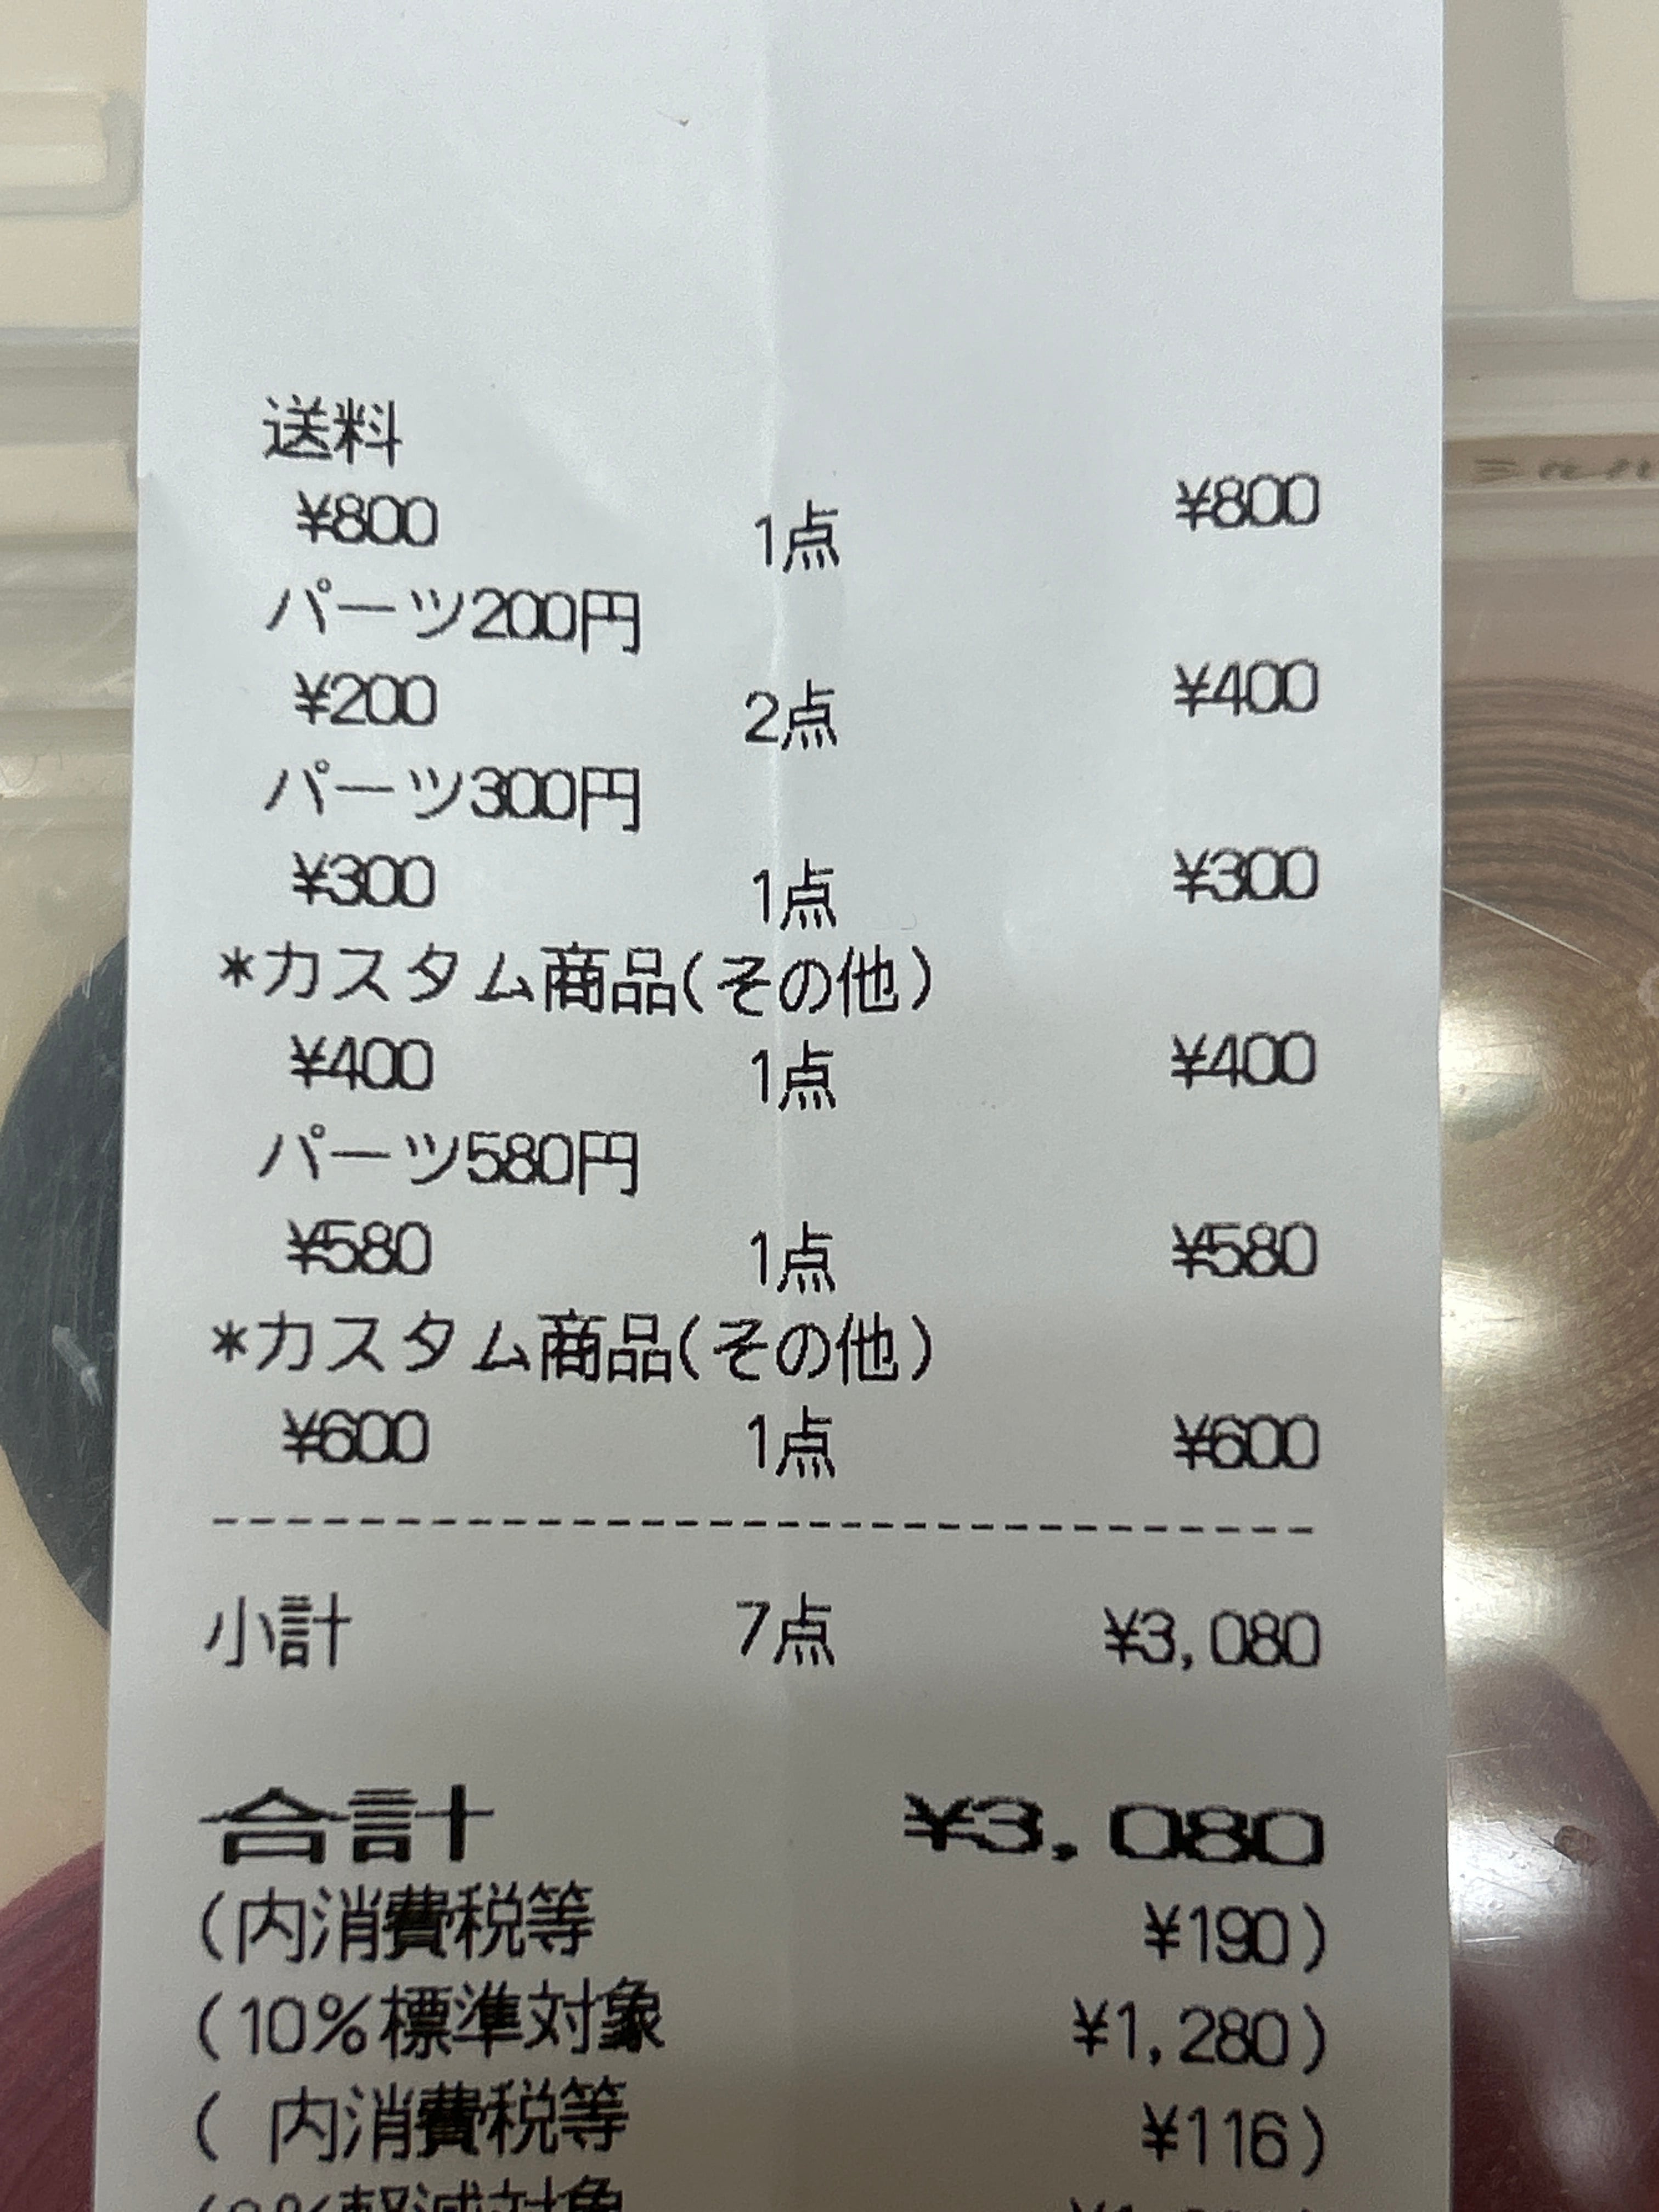 送料
¥800 1点 ¥800
パーツ200円
¥200 2点 ¥400
パーツ300円
¥300 1点 ¥300
*カスタム商品(その他)
¥400 1点 ¥400
パーツ580円
¥580 1点 ¥580
*カスタム商品(その他)
¥600 1点 ¥600
小計 7点 ¥3,080
合計 ¥3,080
(内消費税等 ¥190)
(10%標準対象 ¥1,280)
( 内消費税等 ¥116)